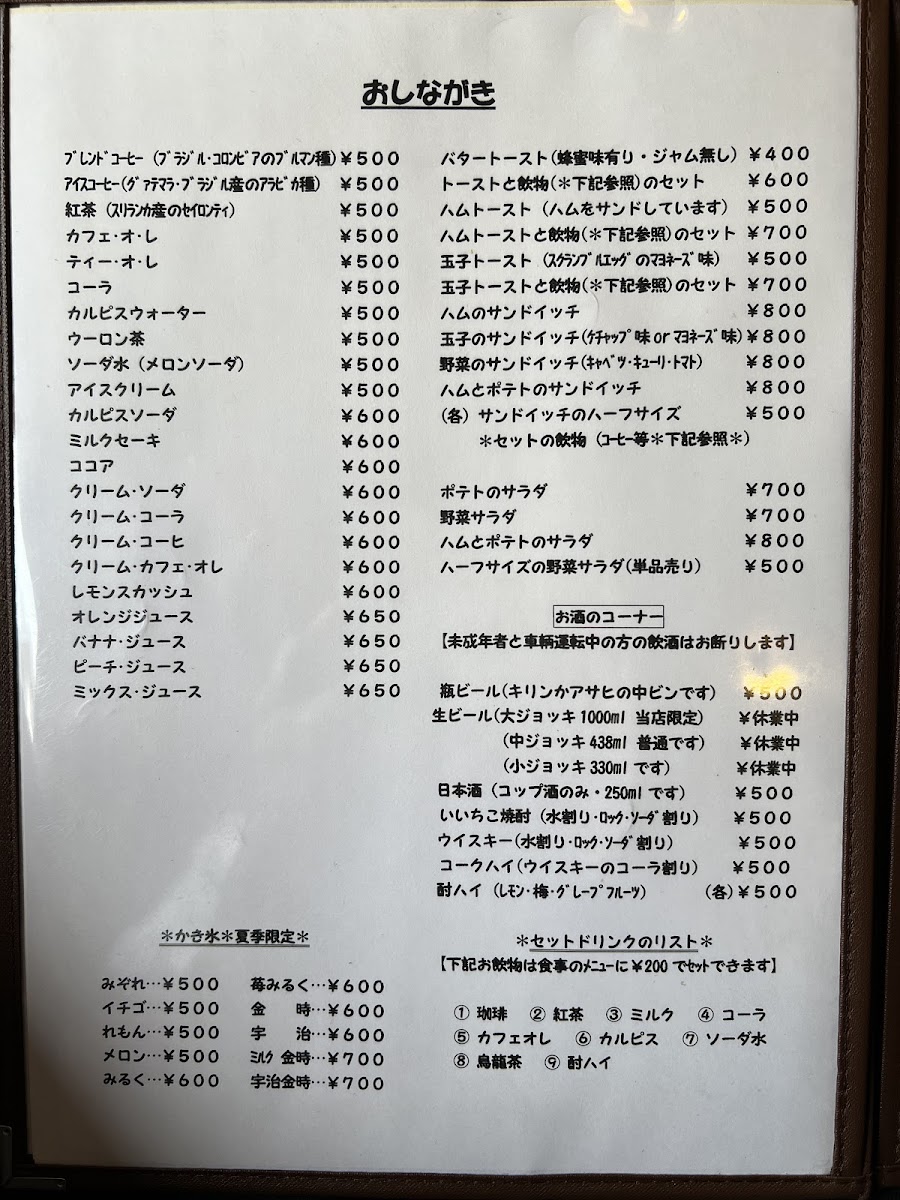 おしながき
ﾌﾞﾚﾝﾄﾞｺｰﾋｰ (ﾌﾞﾗｼﾞﾙ・ｺﾛﾝﾋﾞｱのﾌﾞﾙﾏﾝ種) ￥500
ｱｲｽｺｰﾋｰ(ｸﾞｧﾃﾏﾗ・ﾌﾞﾗｼﾞﾙ産のｱﾗﾋﾞｶ種) ￥500
紅茶 (ｽﾘﾗﾝｶ産のｾｲﾛﾝﾃｨ) ￥500
カフェ・オ・レ ￥500
ティー・オ・レ ￥500
コーラ ￥500
カルピスウォーター ￥500
ウーロン茶 ￥500
ソーダ水 (メロンソーダ) ￥500
アイスクリーム ￥500
カルピスソーダ ￥600
ミルクセーキ ￥600
ココア ￥600
クリーム・ソーダ ￥600
クリーム・コーラ ￥600
クリーム・コーヒ ￥600
クリーム・カフェ・オレ ￥600
レモンスカッシュ ￥600
オレンジジュース ￥650
バナナ・ジュース ￥650
ピーチ・ジュース ￥650
ミックス・ジュース ￥650
＊かき氷＊夏季限定＊
みぞれ…￥500 苺みるく…￥600
イチゴ…￥500 金　時…￥600
れもん…￥500 宇　治…￥600
メロン…￥500 ﾐﾙｸ 金時…￥700
みるく…￥600 宇治金時…￥700
バタートースト(蜂蜜味有り・ジャム無し) ￥400
トーストと飲物(＊下記参照)のセット ￥600
ハムトースト (ハムをサンドしています) ￥500
ハムトーストと飲物(＊下記参照)のセット ￥700
玉子トースト (ｽｸﾗﾝﾌﾞﾙｴｯｸﾞのﾏﾖﾈｰｽﾞ味) ￥500
玉子トーストと飲物(＊下記参照)のセット ￥700
ハムのサンドイッチ ￥800
玉子のサンドイッチ(ｹﾁｬｯﾌﾟ味 or ﾏﾖﾈｰｽﾞ味) ￥800
野菜のサンドイッチ(ｷｬﾍﾞﾂ・ｷｭｰﾘ・ﾄﾏﾄ) ￥800
ハムとポテトのサンドイッチ ￥800
(各) サンドイッチのハーフサイズ ￥500
＊セットの飲物 (ｺｰﾋｰ等＊下記参照＊)
ポテトのサラダ ￥700
野菜サラダ ￥700
ハムとポテトのサラダ ￥800
ハーフサイズの野菜サラダ(単品売り) ￥500
お酒のコーナー
【未成年者と車輌運転中の方の飲酒はお断りします】
瓶ビール(キリンかアサヒの中ビンです) ￥500
生ビール(大ジョッキ1000ml 当店限定) ￥休業中
(中ジョッキ438ml 普通です) ￥休業中
(小ジョッキ330ml です) ￥休業中
日本酒 (コップ酒のみ・250ml です) ￥500
いいちこ焼酎 (水割り・ﾛｯｸ・ｿｰﾀﾞ割り) ￥500
ウイスキー(水割り・ﾛｯｸ・ｿｰﾀﾞ割り) ￥500
コークハイ(ウイスキーのコーラ割り) ￥500
酎ハイ (ﾚﾓﾝ・梅・ｸﾞﾚｰﾌﾟﾌﾙｰﾂ) (各)￥500
＊セットドリンクのリスト＊
【下記お飲物は食事のﾒﾆｭｰに￥200 でｾｯﾄできます】
① 珈琲 ② 紅茶 ③ ミルク ④ コーラ
⑤ カフェオレ ⑥ カルピス ⑦ ソーダ水
⑧ 烏龍茶 ⑨ 酎ハイ